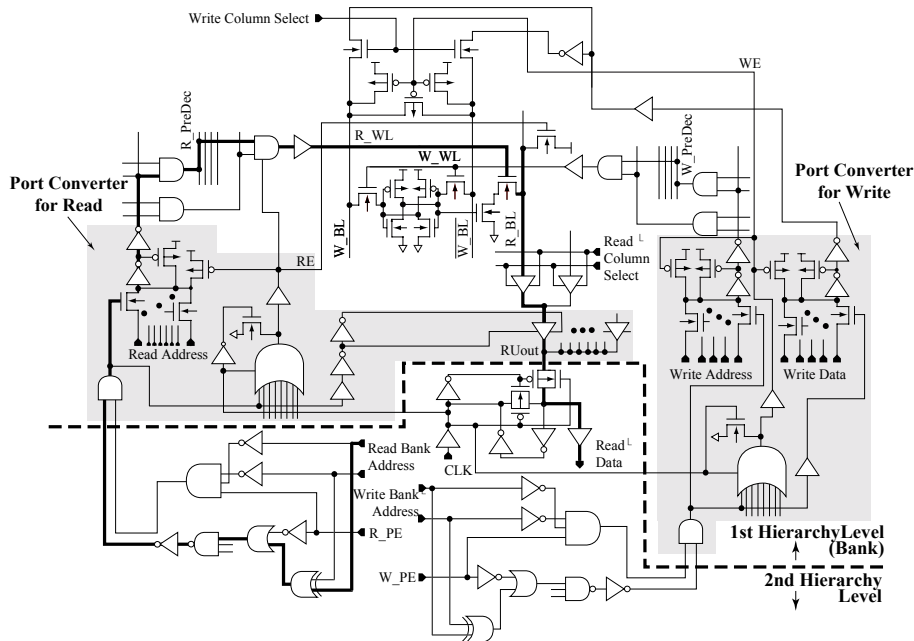 Write Column Select
WE
R_PreDec
R_WL
W_PreDec
W_WL
Port Converter
for Read
Port Converter
for Write
W_BL
W_BL
R_BL
Read
Column
Select
RE
Read Address
RUout
Write Address
Write Data
CLK
Read
Data
Read Bank
Address
Write Bank
Address
R_PE
W_PE
1st HierarchyLevel
(Bank)
2nd Hierarchy
Level